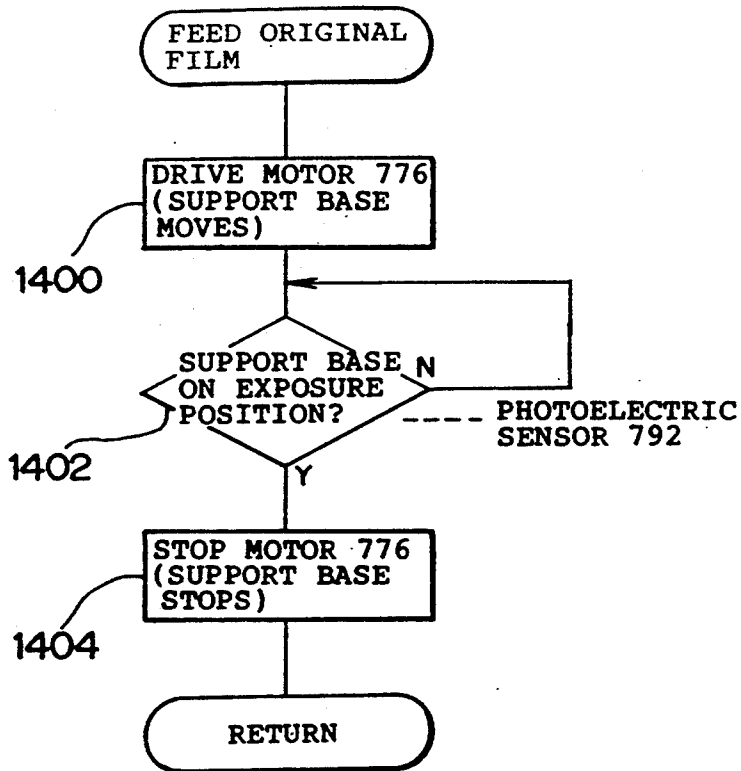 FEED ORIGINAL
FILM
DRIVE MOTOR 776
(SUPPORT BASE
MOVES)
1400
SUPPORT BASE
ON EXPOSURE
POSITION?
N
PHOTOELECTRIC
SENSOR 792
1402
Y
STOP MOTOR 776
(SUPPORT BASE
STOPS)
1404
RETURN